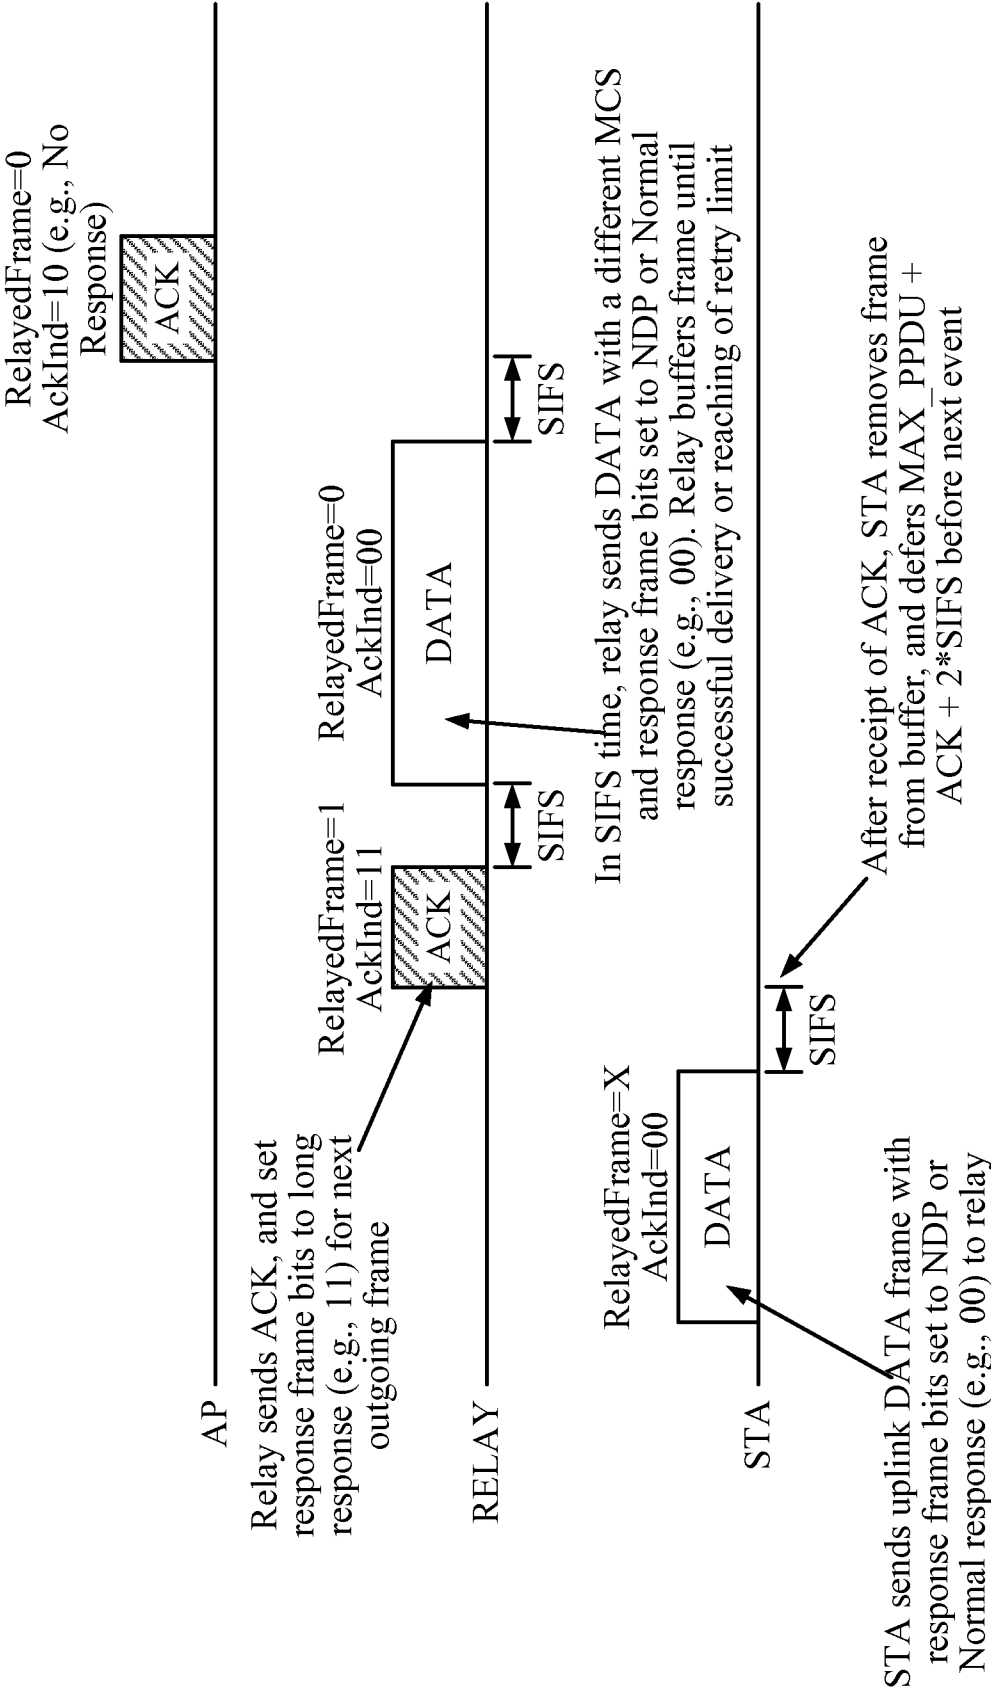 RelayedFrame=0
AckInd=10 (e.g., No
Response)
ACK
AP
Relay sends ACK, and set
response frame bits to long
response (e.g., 11) for next
outgoing frame
RelayedFrame=1
AckInd=11
ACK
SIFS
RelayedFrame=0
AckInd=00
DATA
SIFS
RELAY
In SIFS time, relay sends DATA with a different MCS
and response frame bits set to NDP or Normal
response (e.g., 00). Relay buffers frame until
successful delivery or reaching of retry limit
RelayedFrame=X
AckInd=00
DATA
SIFS
STA
After receipt of ACK, STA removes frame
from buffer, and defers MAX_PPDU +
ACK + 2*SIFS before next event
STA sends uplink DATA frame with
response frame bits set to NDP or
Normal response (e.g., 00) to relay